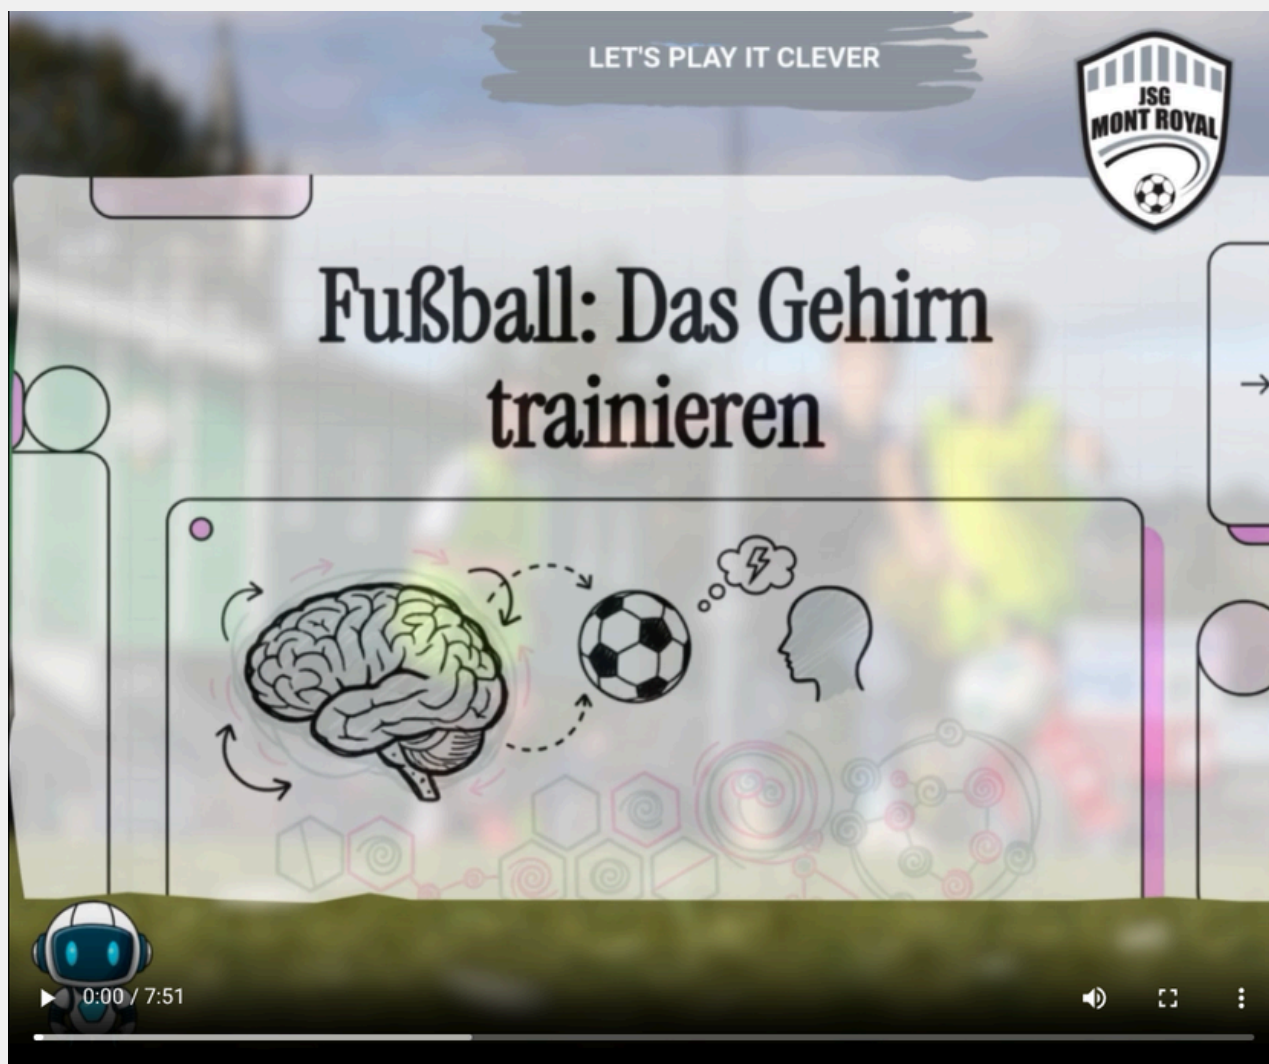 LET'S PLAY IT CLEVER
JSG
MONT ROYAL
Fußball: Das Gehirn
trainieren
0:00 / 7:51